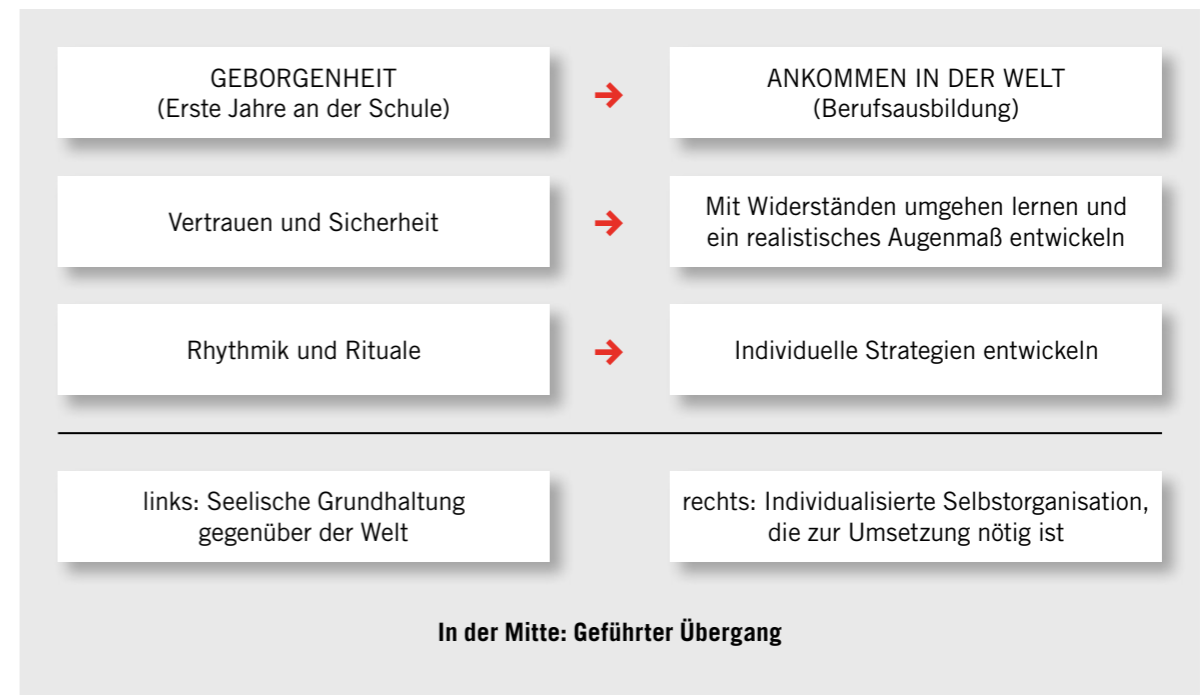 GEBORGENHEIT
(Erste Jahre an der Schule)
ANKOMMEN IN DER WELT
(Berufsausbildung)
Vertrauen und Sicherheit
Mit Widerständen umgehen lernen und
ein realistisches Augenmaß entwickeln
Rhythmik und Rituale
Individuelle Strategien entwickeln
links: Seelische Grundhaltung
gegenüber der Welt
rechts: Individualisierte Selbstorganisation,
die zur Umsetzung nötig ist
In der Mitte: Geführter Übergang